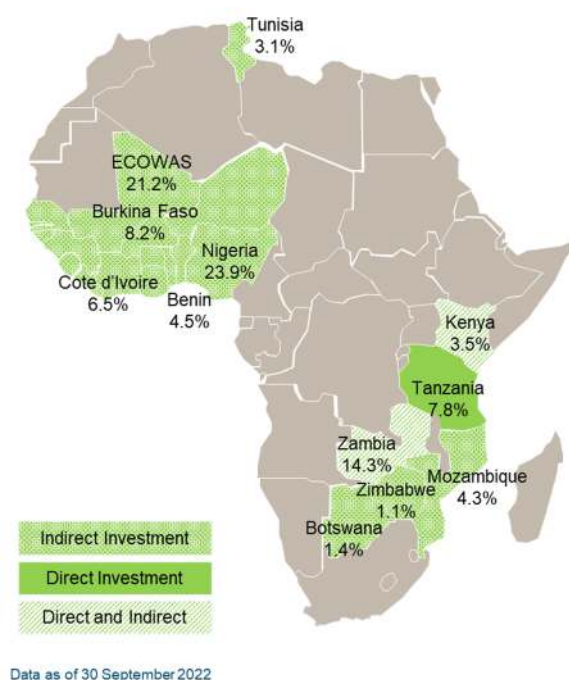 Tunisia
3.1%
ECOWAS
21.2%
Burkina Faso
8.2%
Nigeria
23.9%
Cote d'Ivoire
6.5%
Benin
4.5%
Kenya
3.5%
Tanzania
7.8%
Zambia
14.3%
Mozambique
4.3%
Zimbabwe
1.1%
Botswana
1.4%
Indirect Investment
Direct Investment
Direct and Indirect
Data as of 30 September 2022